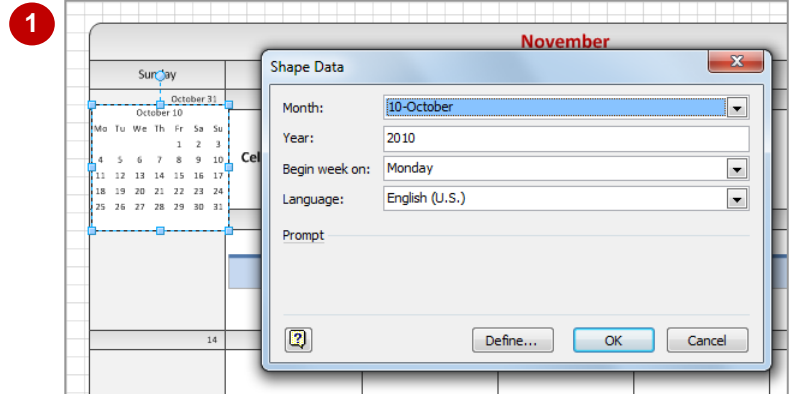 1
November
Sunday
October 31
October 10
Mo Tu We Th Fr Sa Su
1 2 3
4 5 6 7 8 9 10
11 12 13 14 15 16 17
18 19 20 21 22 23 24
25 26 27 28 29 30 31
Cel
14
Shape Data
Month: 10-October
Year: 2010
Begin week on: Monday
Language: English (U.S.)
Prompt
Define... OK Cancel